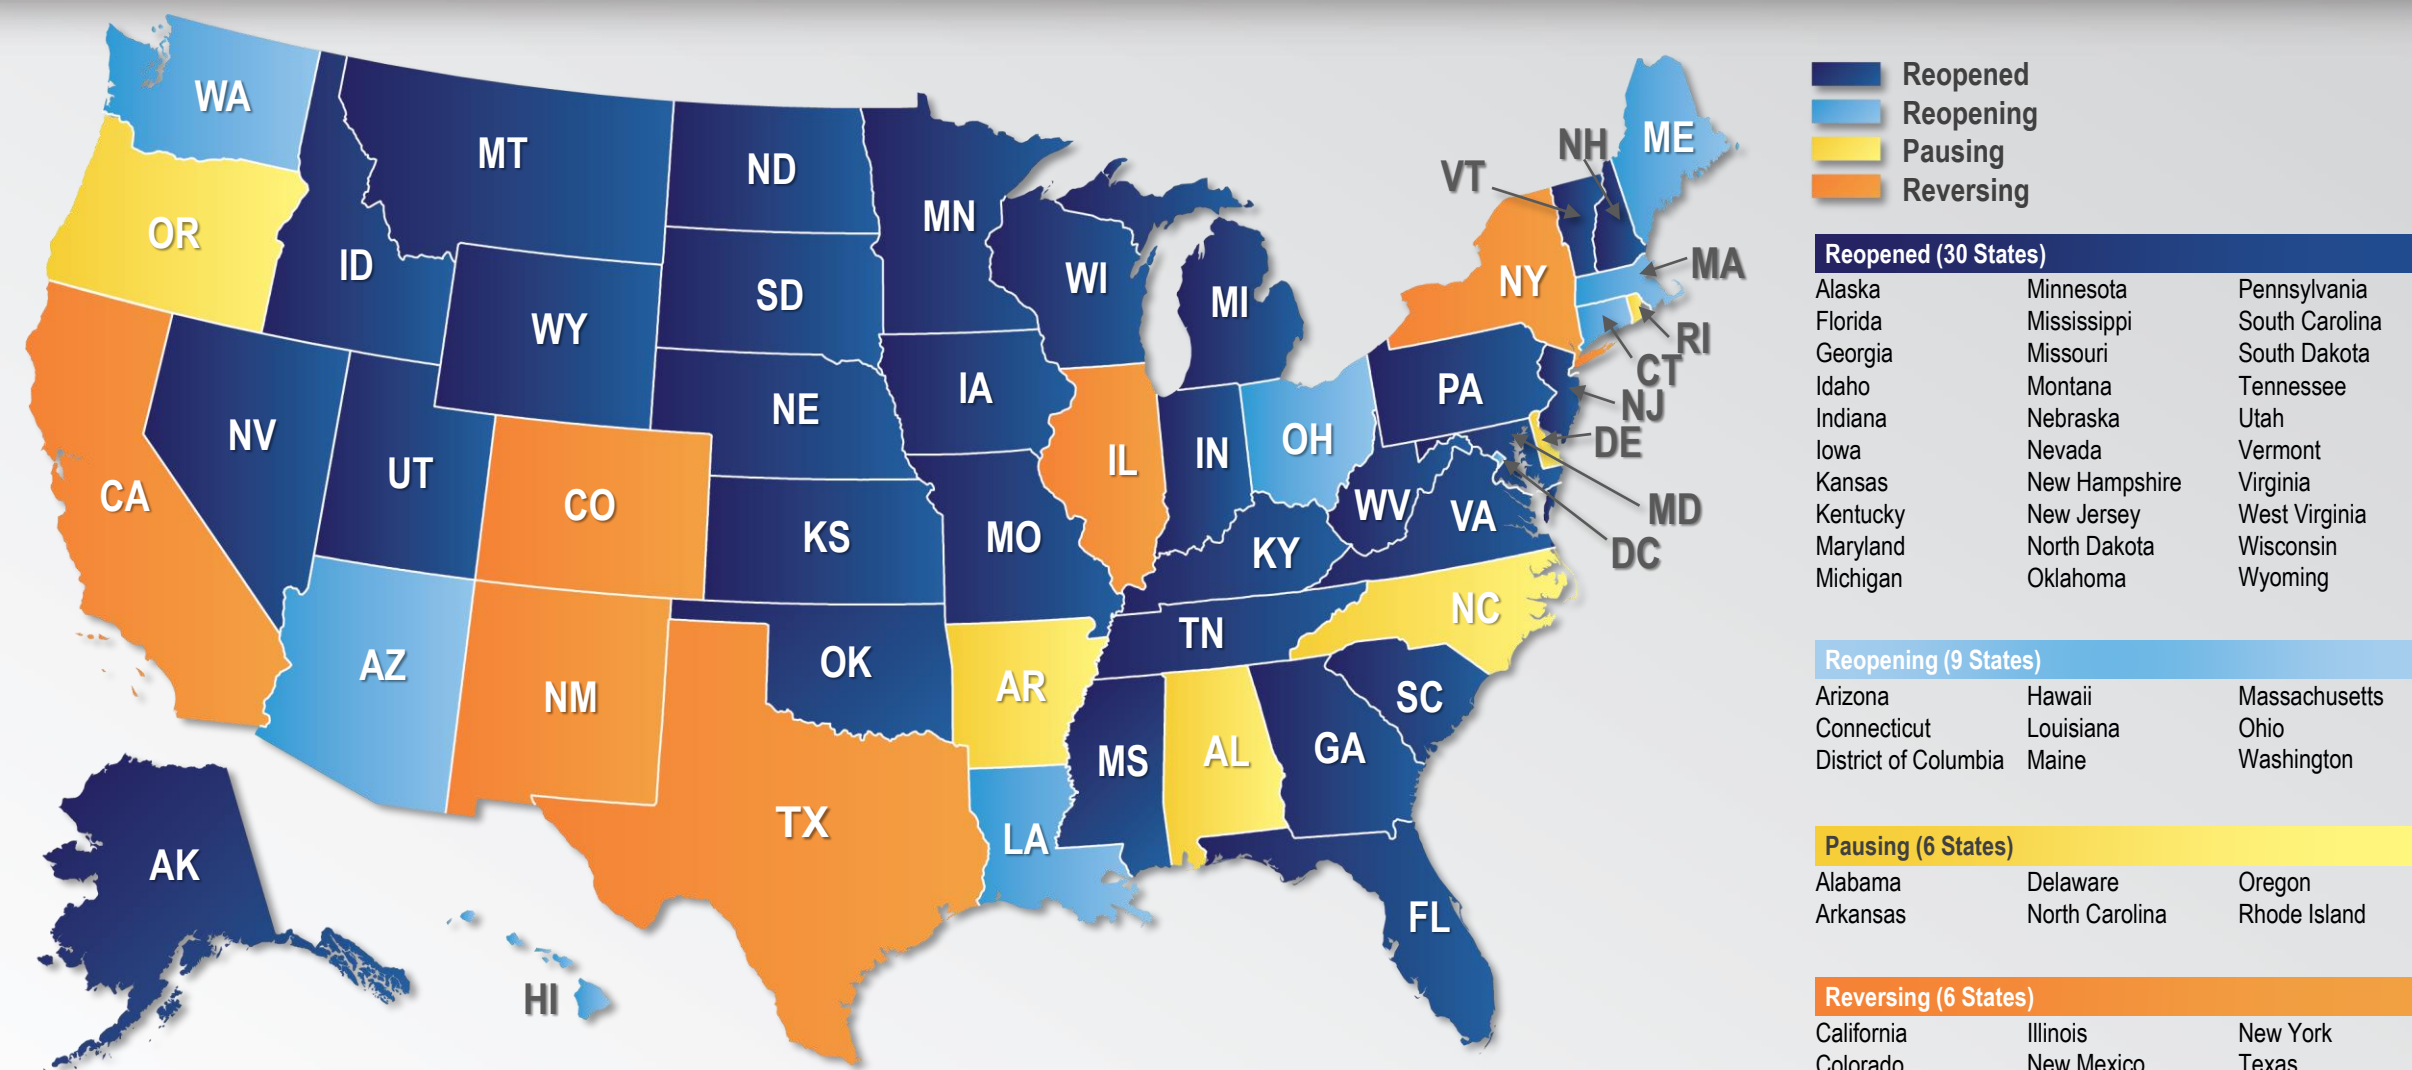 WA
MT
ND
MN
OR
ID
SD
WI
MI
WY
VT
NH
ME
NY
MA
RI
CT
NJ
DE
MD
DC
NV
UT
CA
CO
NE
IA
IL
IN
OH
PA
WV
VA
KS
MO
KY
NC
TN
SC
AZ
NM
OK
AR
MS
AL
GA
TX
LA
FL
AK
HI
Reopened
Reopening
Pausing
Reversing
Reopened (30 States)
Alaska Minnesota Pennsylvania
Florida Mississippi South Carolina
Georgia Missouri South Dakota
Idaho Montana Tennessee
Indiana Nebraska Utah
Iowa Nevada Vermont
Kansas New Hampshire Virginia
Kentucky New Jersey West Virginia
Maryland North Dakota Wisconsin
Michigan Oklahoma Wyoming
Reopening (9 States)
Arizona Hawaii Massachusetts
Connecticut Louisiana Ohio
District of Columbia Maine Washington
Pausing (6 States)
Alabama Delaware Oregon
Arkansas North Carolina Rhode Island
Reversing (6 States)
California Illinois New York
Colorado New Mexico Texas